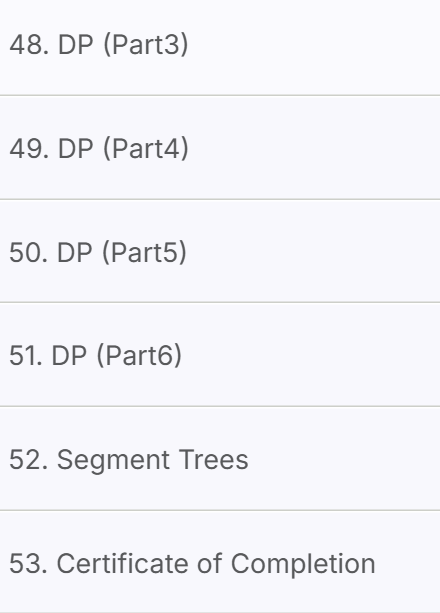 48. DP (Part3)
49. DP (Part4)
50. DP (Part5)
51. DP (Part6)
52. Segment Trees
53. Certificate of Completion